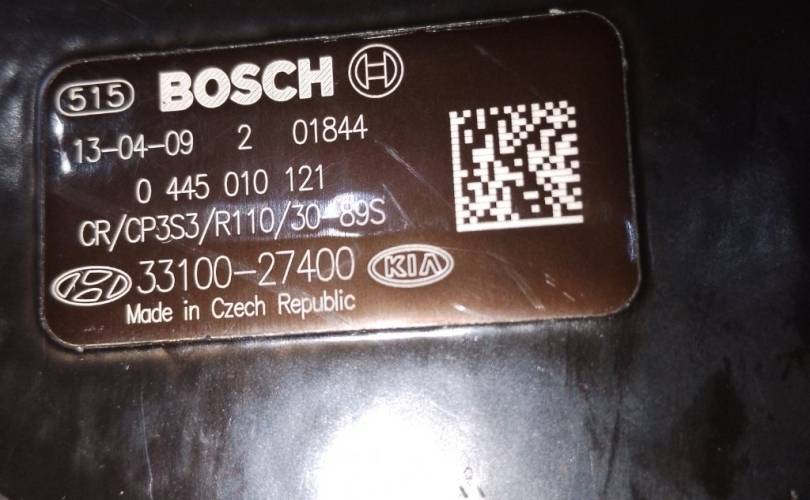 515 BOSCH
13-04-09 2 01844
0 445 010 121
CR/CP3S3/R110/30-89S
33100-27400 KIA
Made in Czech Republic